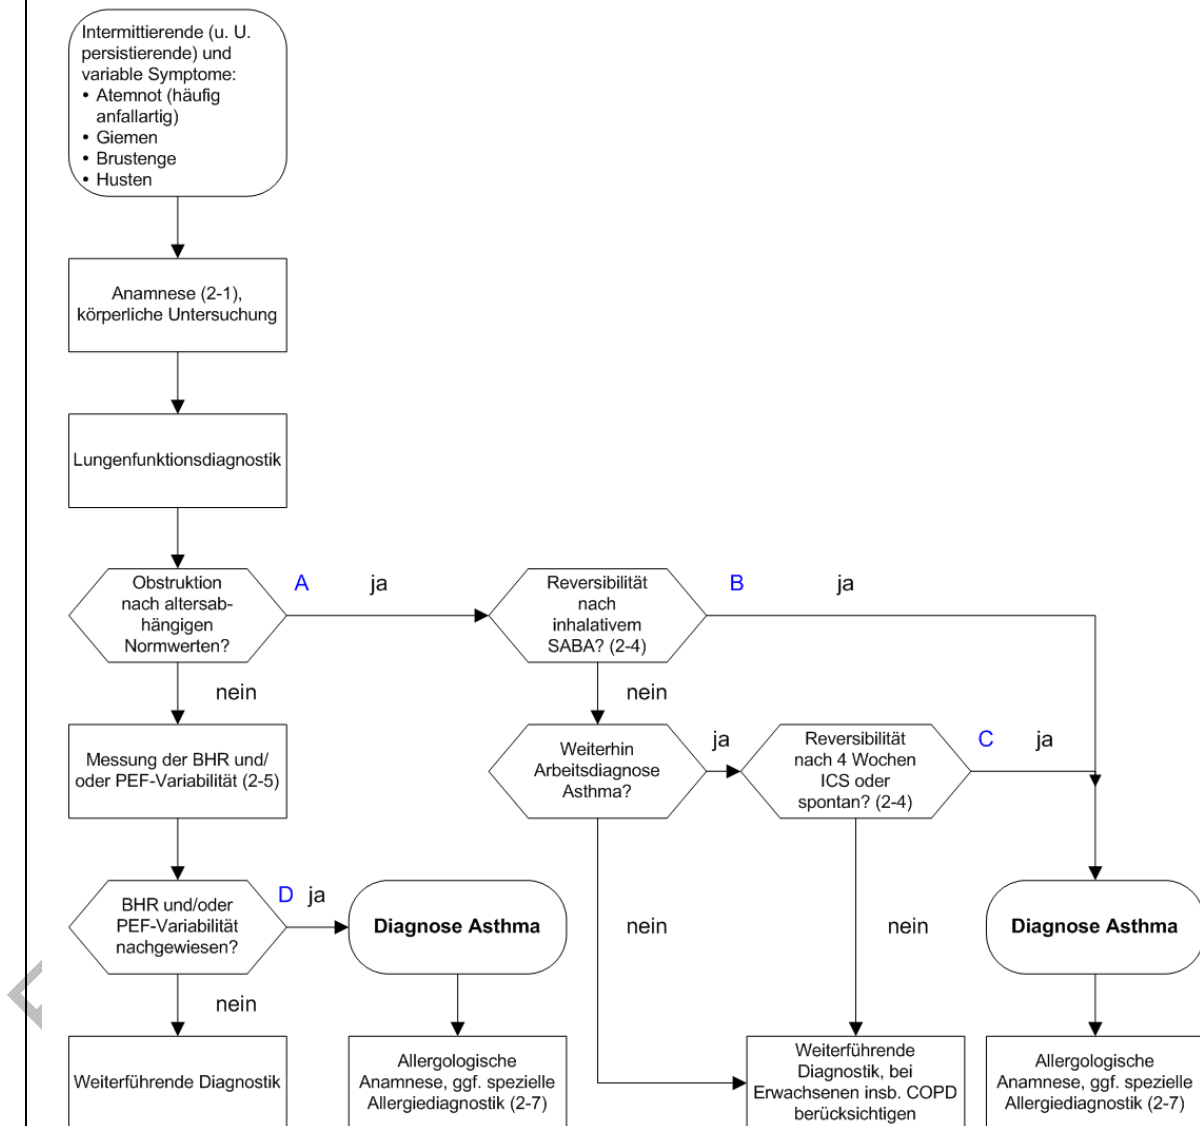 Intermittierende (u. U.
persistierende) und
variable Symptome:
• Atemnot (häufig
anfallartig)
• Giemen
• Brustenge
• Husten
Anamnese (2-1),
körperliche Untersuchung
Lungenfunktionsdiagnostik
Obstruktion
nach altersab-
hängigen
Normwerten?
A
ja
Reversibilität
nach
inhalativem
SABA? (2-4)
B
ja
nein
nein
Messung der BHR und/
oder PEF-Variabilität (2-5)
Weiterhin
Arbeitsdiagnose
Asthma?
ja
Reversibilität
nach 4 Wochen
ICS oder
spontan? (2-4)
C
ja
BHR und/oder
PEF-Variabilität
nachgewiesen?
D
ja
Diagnose Asthma
nein
nein
Diagnose Asthma
nein
Weiterführende Diagnostik
Allergologische
Anamnese, ggf. spezielle
Allergiediagnostik (2-7)
Weiterführende
Diagnostik, bei
Erwachsenen insb. COPD
berücksichtigen
Allergologische
Anamnese, ggf. spezielle
Allergiediagnostik (2-7)